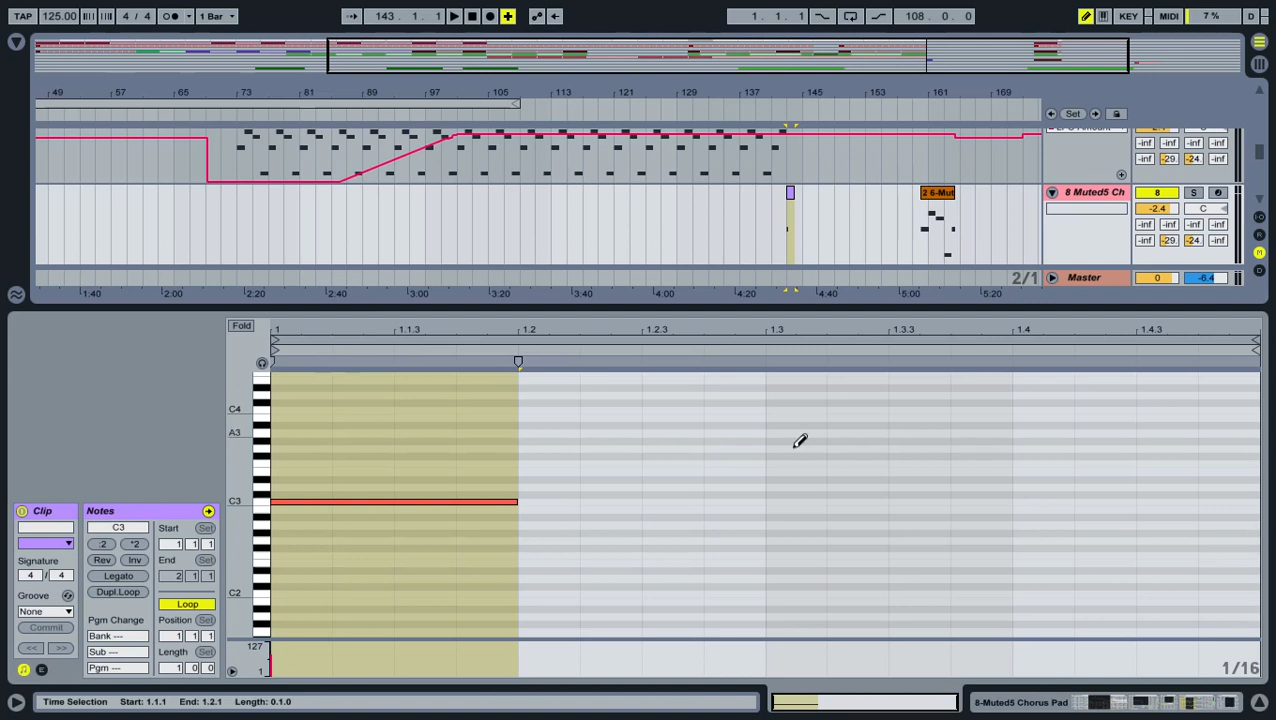 TAP 125.00 4 / 4 1 Bar 143 . 1 . 1 1 . 1 . 1 108 . 0 . 0 KEY MIDI 7 % D
49 57 65 73 81 89 97 105 113 121 129 137 145 153 161 169 Set
-inf -inf -inf -inf
-inf -29. -24. -inf
2 6-Mut 8 Muted5 Ch 8 S
-2.4 C
-inf -inf -inf -inf
-inf -29. -24. -inf
2/1 Master 0 -6.4
1:40 2:00 2:20 2:40 3:00 3:20 3:40 4:00 4:20 4:40 5:00 5:20
Fold 1 1.1.3 1.2 1.2.3 1.3 1.3.3 1.4 1.4.3
C4
A3
C3
C2
127
1
1/16
Clip
Signature
4 / 4
Groove
None
Commit
<< >>
E
Notes
C3
:2 *2
Rev Inv
Legato
Dupl.Loop
Pgm Change
Bank ---
Sub ---
Pgm ---
Start Set
1 1 1
End Set
2 1 1
Loop
Position Set
1 1 1
Length Set
1 0 0
Time Selection Start: 1.1.1 End: 1.2.1 Length: 0.1.0 8-Muted5 Chorus Pad